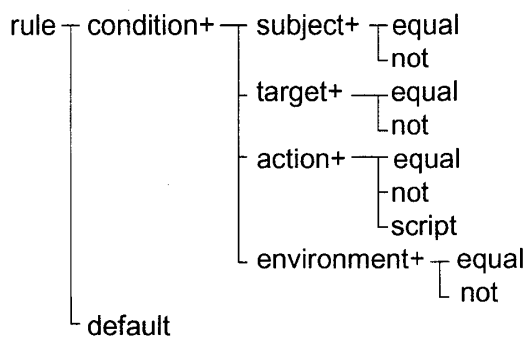 rule condition+ subject+ equal
not
target+ equal
not
action+ equal
not
script
environment+ equal
not
default